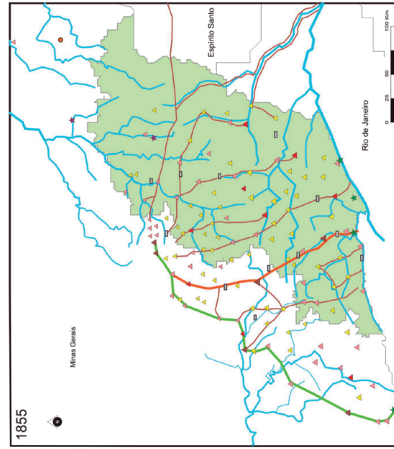 1855
Minas Gerais
Espírito Santo
Rio de Janeiro
0 25 50 100 Km